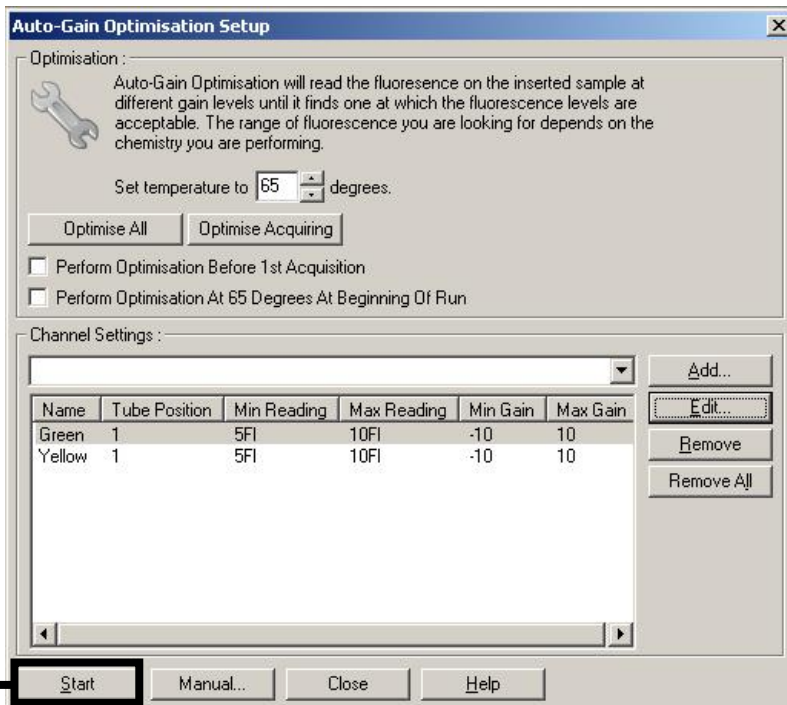 Auto-Gain Optimisation Setup
Optimisation :
Auto-Gain Optimisation will read the fluoresence on the inserted sample at
different gain levels until it finds one at which the fluorescence levels are
acceptable. The range of fluorescence you are looking for depends on the
chemistry you are performing.
Set temperature to 65 degrees.
Optimise All Optimise Acquiring
Perform Optimisation Before 1st Acquisition
Perform Optimisation At 65 Degrees At Beginning Of Run
Channel Settings :
Add...
Name Tube Position Min Reading Max Reading Min Gain Max Gain
Edit...
Green 1 5Fl 10Fl -10 10
Yellow 1 5Fl 10Fl -10 10
Remove
Remove All
Start Manual... Close Help